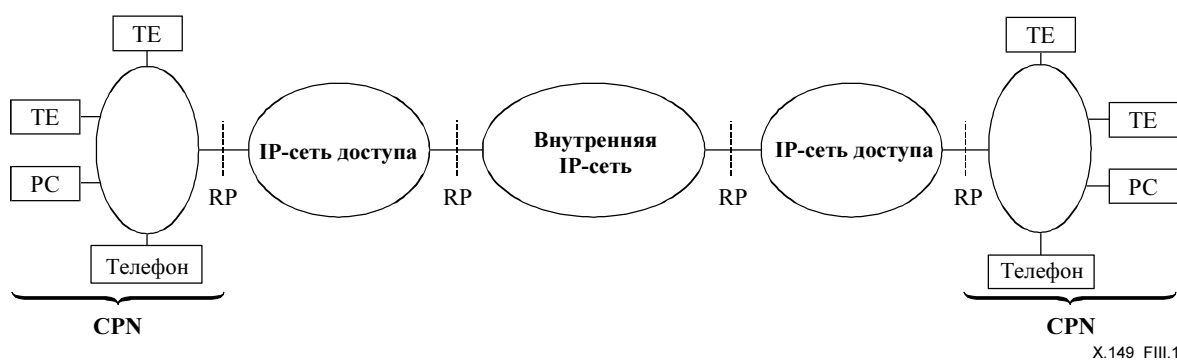 TE
TE
TE
TE
PC
PC
IP-сеть доступа
Внутренняя
IP-сеть
IP-сеть доступа
RP
RP
RP
RP
Телефон
Телефон
CPN
CPN
X.149_FIII.1